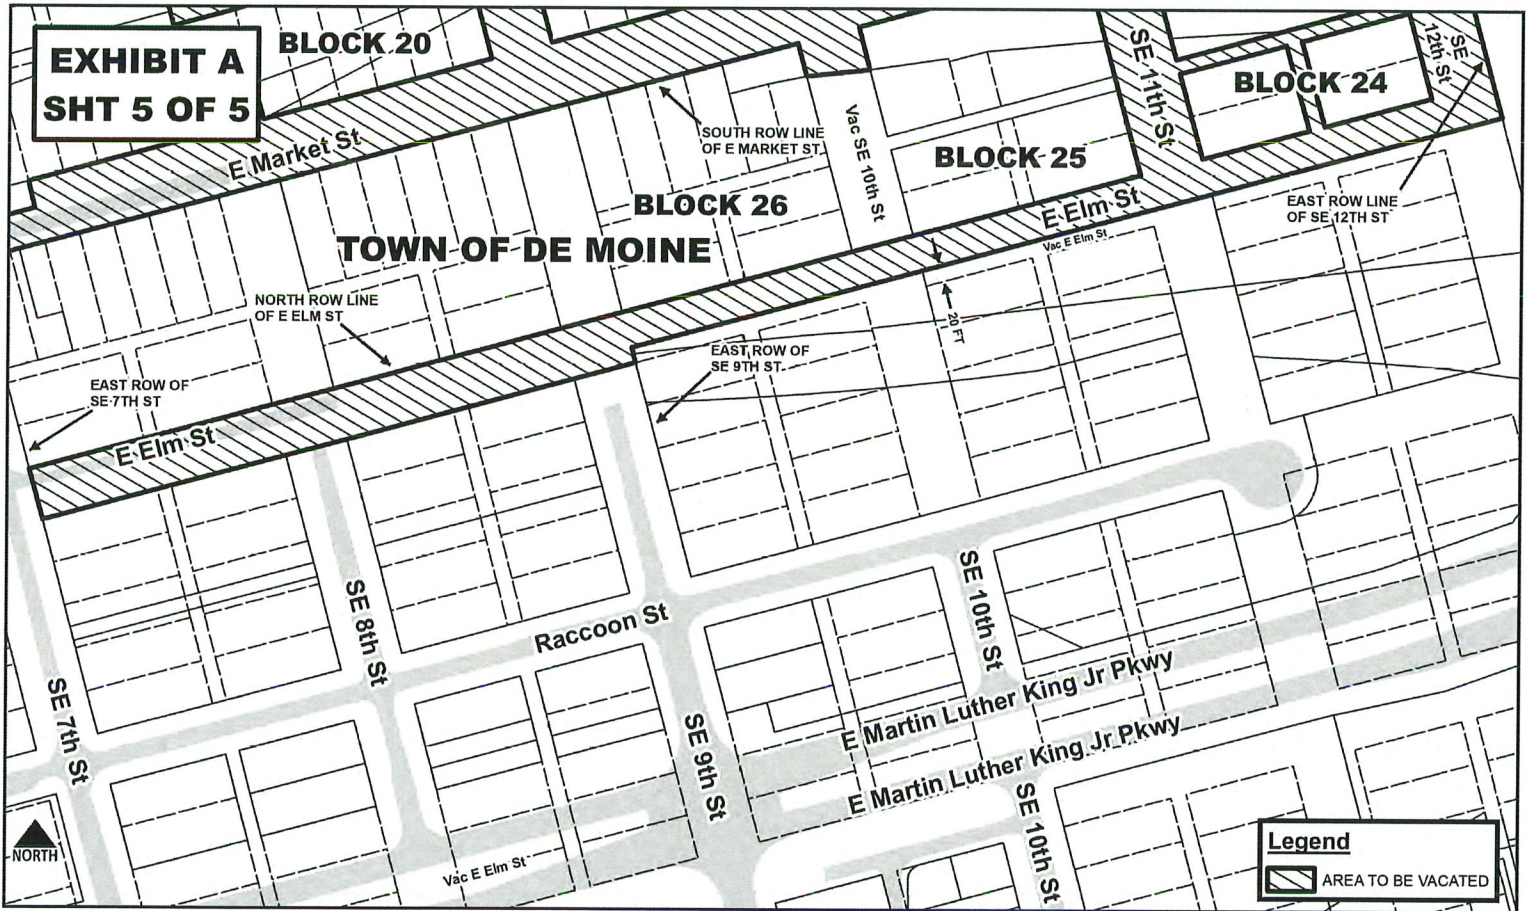 EXHIBIT A
SHT 5 OF 5
BLOCK 20
E Market St
SOUTH ROW LINE
OF E MARKET ST.
Vac SE 10th St
BLOCK 25
SE 11th St
BLOCK 24
SE
12th St
EAST ROW LINE
OF SE 12TH ST
BLOCK 26
TOWN OF DE MOINE
E Elm St
Vac E Elm St
20 FT
NORTH ROW LINE
OF E ELM ST
EAST ROW OF
SE 9TH ST.
EAST ROW OF
SE 7TH ST
E Elm St
SE 8th St
Raccoon St
SE 10th St
SE 7th St
SE 9th St
E Martin Luther King Jr Pkwy
E Martin Luther King Jr Pkwy
SE 10th St
Vac E Elm St
NORTH
Legend
AREA TO BE VACATED